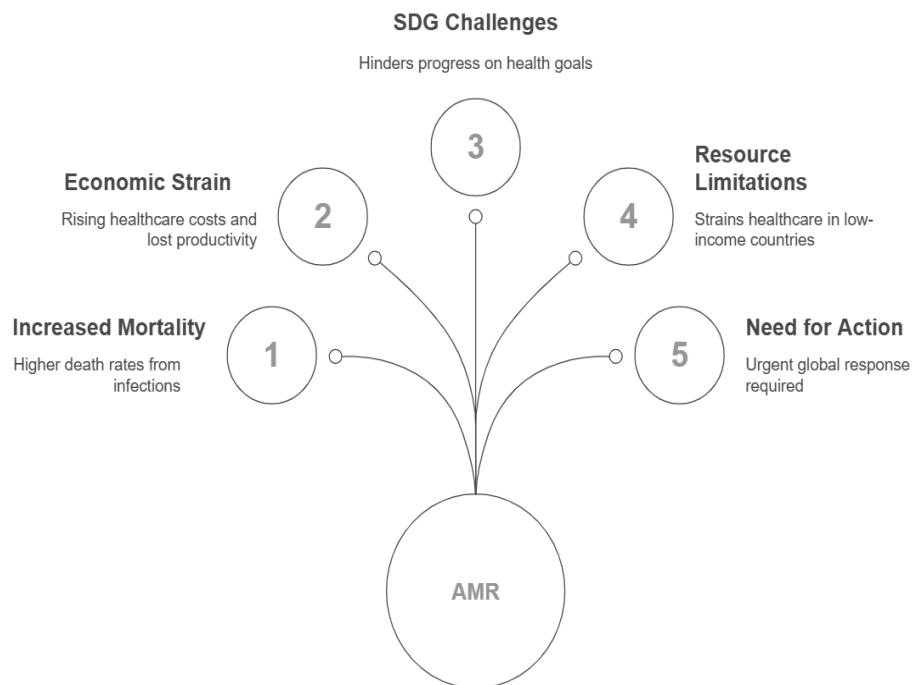 SDG Challenges
Hinders progress on health goals
3
Economic Strain
Rising healthcare costs and
lost productivity
2
4
Resource
Limitations
Strains healthcare in low-
income countries
Increased Mortality
Higher death rates from
infections
1
5
Need for Action
Urgent global response
required
AMR